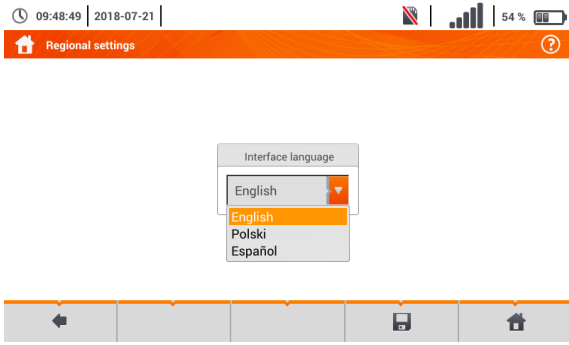 09:48:49 2018-07-21 54 %
Regional settings ?
Interface language
English
English
Polski
Español